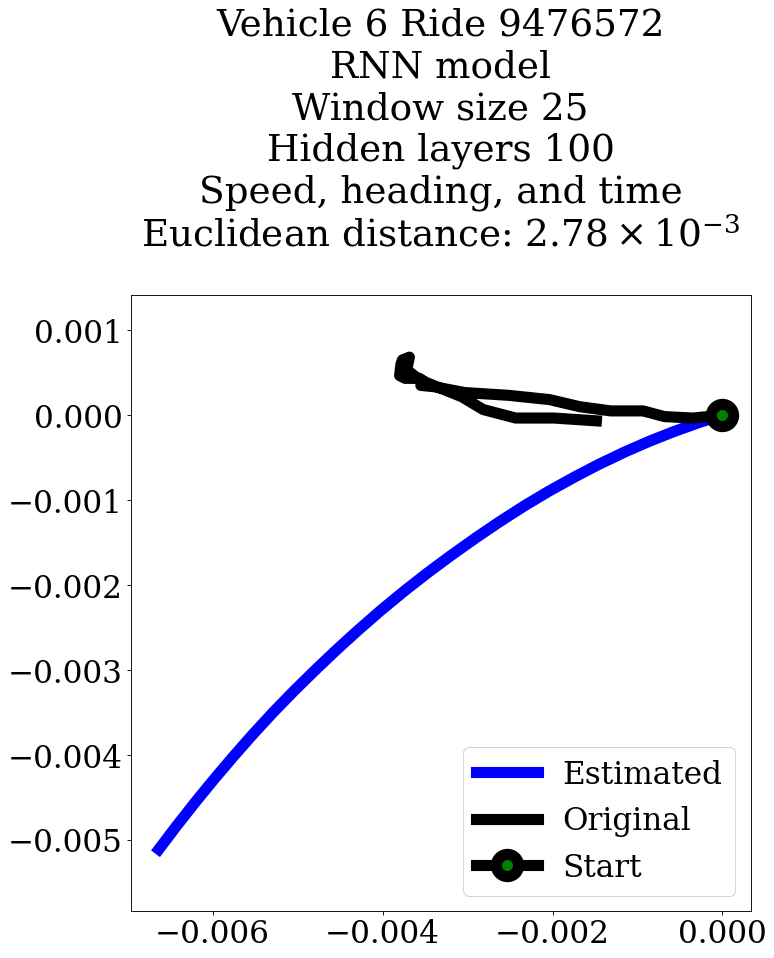 Vehicle 6 Ride 9476572
RNN model
Window size 25
Hidden layers 100
Speed, heading, and time
Euclidean distance: 2.78 × 10⁻³
0.001
0.000
−0.001
−0.002
−0.003
−0.004
−0.005
Estimated
Original
Start
−0.006 −0.004 −0.002 0.000